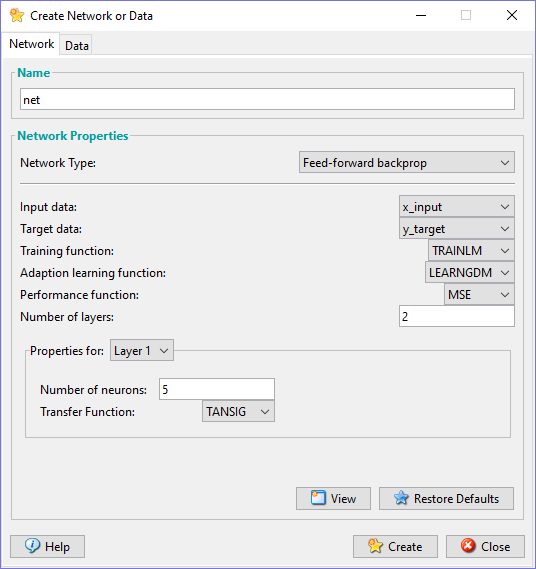 Create Network or Data
Network Data
Name
net
Network Properties
Network Type: Feed-forward backprop
Input data: x_input
Target data: y_target
Training function: TRAINLM
Adaption learning function: LEARNGDM
Performance function: MSE
Number of layers: 2
Properties for: Layer 1
Number of neurons: 5
Transfer Function: TANSIG
View Restore Defaults
Help Create Close